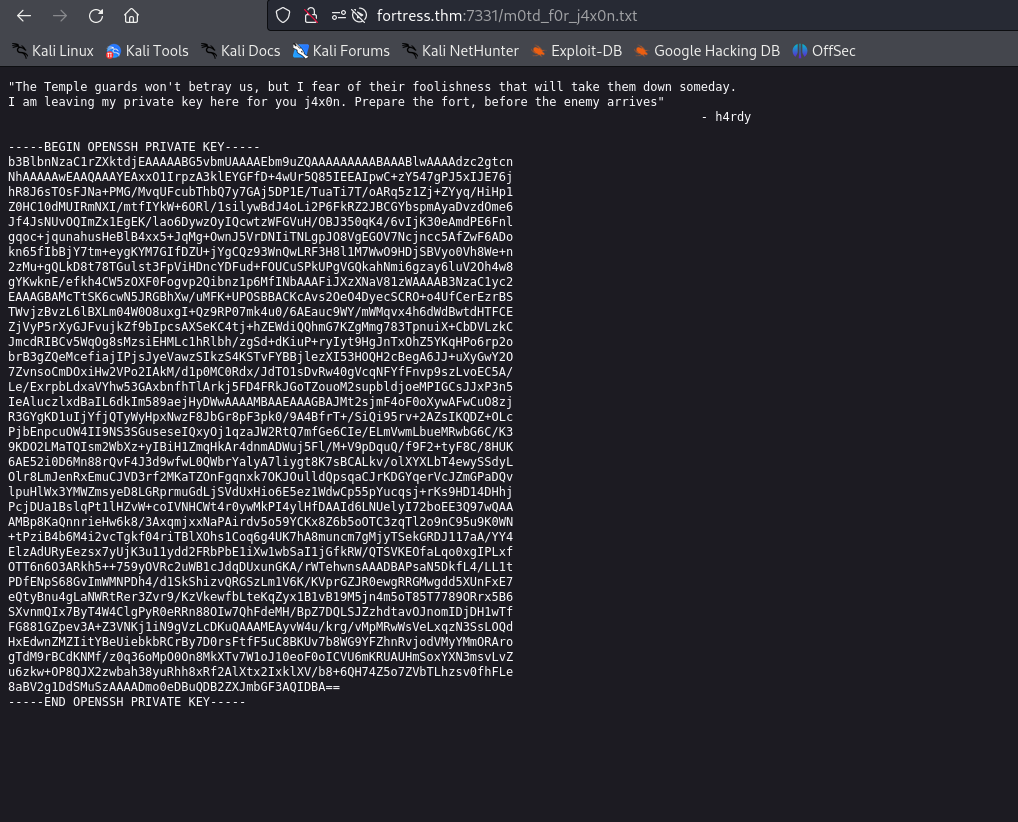 fortress.thm:7331/m0td_f0r_j4x0n.txt
Kali Linux Kali Tools Kali Docs Kali Forums Kali NetHunter Exploit-DB Google Hacking DB OffSec
"The Temple guards won't betray us, but I fear of their foolishness that will take them down someday.
I am leaving my private key here for you j4x0n. Prepare the fort, before the enemy arrives"
- h4rdy
-----BEGIN OPENSSH PRIVATE KEY-----
b3BlbnNzaC1rZXktdjEAAAAABG5vbmUAAAAEbm9uZQAAAAAAAAABAAABlwAAAAdzc2gtcn
NhAAAAAwEAAQAAAYEAxxO1IrpzA3klEYGFfD+4wUr5Q85IEEAIpwC+zY547gPJ5xIJE76j
hR8J6sTOsFJNa+PMG/MvqUFcubThbQ7y7GAj5DP1E/TuaTi7T/oARq5z1Zj+ZYyq/HiHp1
Z0HC10dMUIRmNXI/mtfIYkW+6ORl/1silywBdJ4oLi2P6FkRZ2JBCGYbspmAyaDvzdOme6
Jf4JsNUvOQImZx1EgEK/lao6DywzOyIQcwtzWFGVuH/OBJ350qK4/6vIjK30eAmdPE6Fnl
gqoc+jqunahusHeBlB4xx5+JqMg+OwnJ5VrDNIiTNLgpJO8VgEGOV7Ncjncc5AfZwF6ADo
kn65fIbBjY7tm+eygKYM7GIfDZU+jYgCQz93WnQwLRF3H8l1M7WwO9HDjSBVyo0Vh8We+n
2zMu+gQLkD8t78TGulst3FpViHDncYDFud+FOUCuSPkUPgVGQkahNmi6gzay6luV2Oh4w8
gYKwknE/efkh4CW5zOXF0Fogvp2Qibnz1p6MfINbAAAFiJXzXNaV81zWAAAAB3NzaC1yc2
EAAAGBAMcTtSK6cwN5JRGBhXw/uMFK+UPOSBBACKcAvs2OeO4DyecSCRO+o4UfCerEzrBS
TWvjzBvzL6lBXLm04W0O8uxgI+Qz9RP07mk4u0/6AEauc9WY/mWMqvx4h6dWdBwtdHTFCE
ZjVyP5rXyGJFvujkZf9bIpcsAXSeKC4tj+hZEWdiQQhmG7KZgMmg783TpnuiX+CbDVLzkC
JmcdRIBCv5WqOg8sMzsiEHMLc1hRlbh/zgSd+dKiuP+ryIyt9HgJnTxOhZ5YKqHPo6rp2o
brB3gZQeMcefiajIPjsJyeVawzSIkzS4KSTvFYBBjlezXI53HOQH2cBegA6JJ+uXyGwY2O
7ZvnsoCmDOxiHw2VPo2IAkM/d1p0MC0Rdx/JdTO1sDvRw40gVcqNFYfFnvp9szLvoEC5A/
Le/ExrpbLdxaVYhw53GAxbnfhTlArkj5FD4FRkJGoTZouoM2supbldjoeMPIGCsJJxP3n5
IeAluczlxdBaIL6dkIm589aejHyDWwAAAAMBAAEAAAGBAJMt2sjmF4oF0oXywAFwCuO8zj
R3GYgKD1uIjYfjQTyWyHpxNwzF8JbGr8pF3pk0/9A4BfrT+/SiQi95rv+2AZsIKQDZ+OLc
PjbEnpcuOW4II9NS3SGuseseIQxyOj1qzaJW2RtQ7mfGe6CIe/ELmVwmLbueMRwbG6C/K3
9KDO2LMaTQIsm2WbXz+yIBiH1ZmqHkAr4dnmADWuj5Fl/M+V9pDquQ/f9F2+tyF8C/8HUK
6AE52i0D6Mn88rQvF4J3d9wfwL0QWbrYalyA7liygt8K7sBCALkv/olXYXLbT4ewySSdyL
Olr8LmJenRxEmuCJVD3rf2MKaTZOnFgqnxk7OKJOulldQpsqaCJrKDGYqerVcJZmGPaDQv
lpuHlWx3YMWZmsyeD8LGRprmuGdLjSVdUxHio6E5ez1WdwCp55pYucqsj+rKs9HD14DHhj
PcjDUa1BslqPt1lHZvW+coIVNHCWt4r0ywMkPI4ylHfDAAId6LNUelyI72boEE3Q97wQAA
AMBp8KaQnnrieHw6k8/3AxqmjxxNaPAirdv5o59YCKx8Z6b5oOTC3zqTl2o9nC95u9K0WN
+tPziB4b6M4i2vcTgkf04riTBlXOhs1Coq6g4UK7hA8muncm7gMjyTSekGRDJ117aA/YY4
ElzAdURyEezsx7yUjK3u11ydd2FRbPbE1iXw1wbSaI1jGfkRW/QTSVKEOfaLqo0xgIPLxf
OTT6n6O3ARkh5++759yOVRc2uWB1cJdqDUxunGKA/rWTehwnsAAADBAPsaN5DkfL4/LL1t
PDfENpS68GvImWMNPDh4/d1SkShizvQRGSzLm1V6K/KVprGZJR0ewgRRGMwgdd5XUnFxE7
eQtyBnu4gLaNWRtRer3Zvr9/KzVkewfbLteKqZyx1B1vB19M5jn4m5oT85T7789ORrx5B6
SXvnmQIx7ByT4W4ClgPyR0eRRn88OIw7QhFdeMH/BpZ7DQLSJZzhdtavOJnomIDjDH1wTf
FG881GZpev3A+Z3VNKj1iN9gVzLcDKuQAAAMEAyvW4u/krg/vMpMRwWsVeLxqzN3SsLOQd
HxEdwnZMZIitYBeUiebkbRCrBy7D0rsFtfF5uC8BKUv7b8WG9YFZhnRvjodVMyYMmORAro
gTdM9rBCdKNMf/z0q36oMpO0On8MkXTv7W1oJ10eoF0oICVU6mKRUAUHmSoxYXN3msvLvZ
u6zkw+OP8QJX2zwbah38yuRhh8xRf2AlXtx2IxklXV/b8+6QH74Z5o7ZVbTLhzsv0fhFLe
8aBV2g1DdSMuSzAAAADmo0eDBuQDB2ZXJmbGF3AQIDBA==
-----END OPENSSH PRIVATE KEY-----